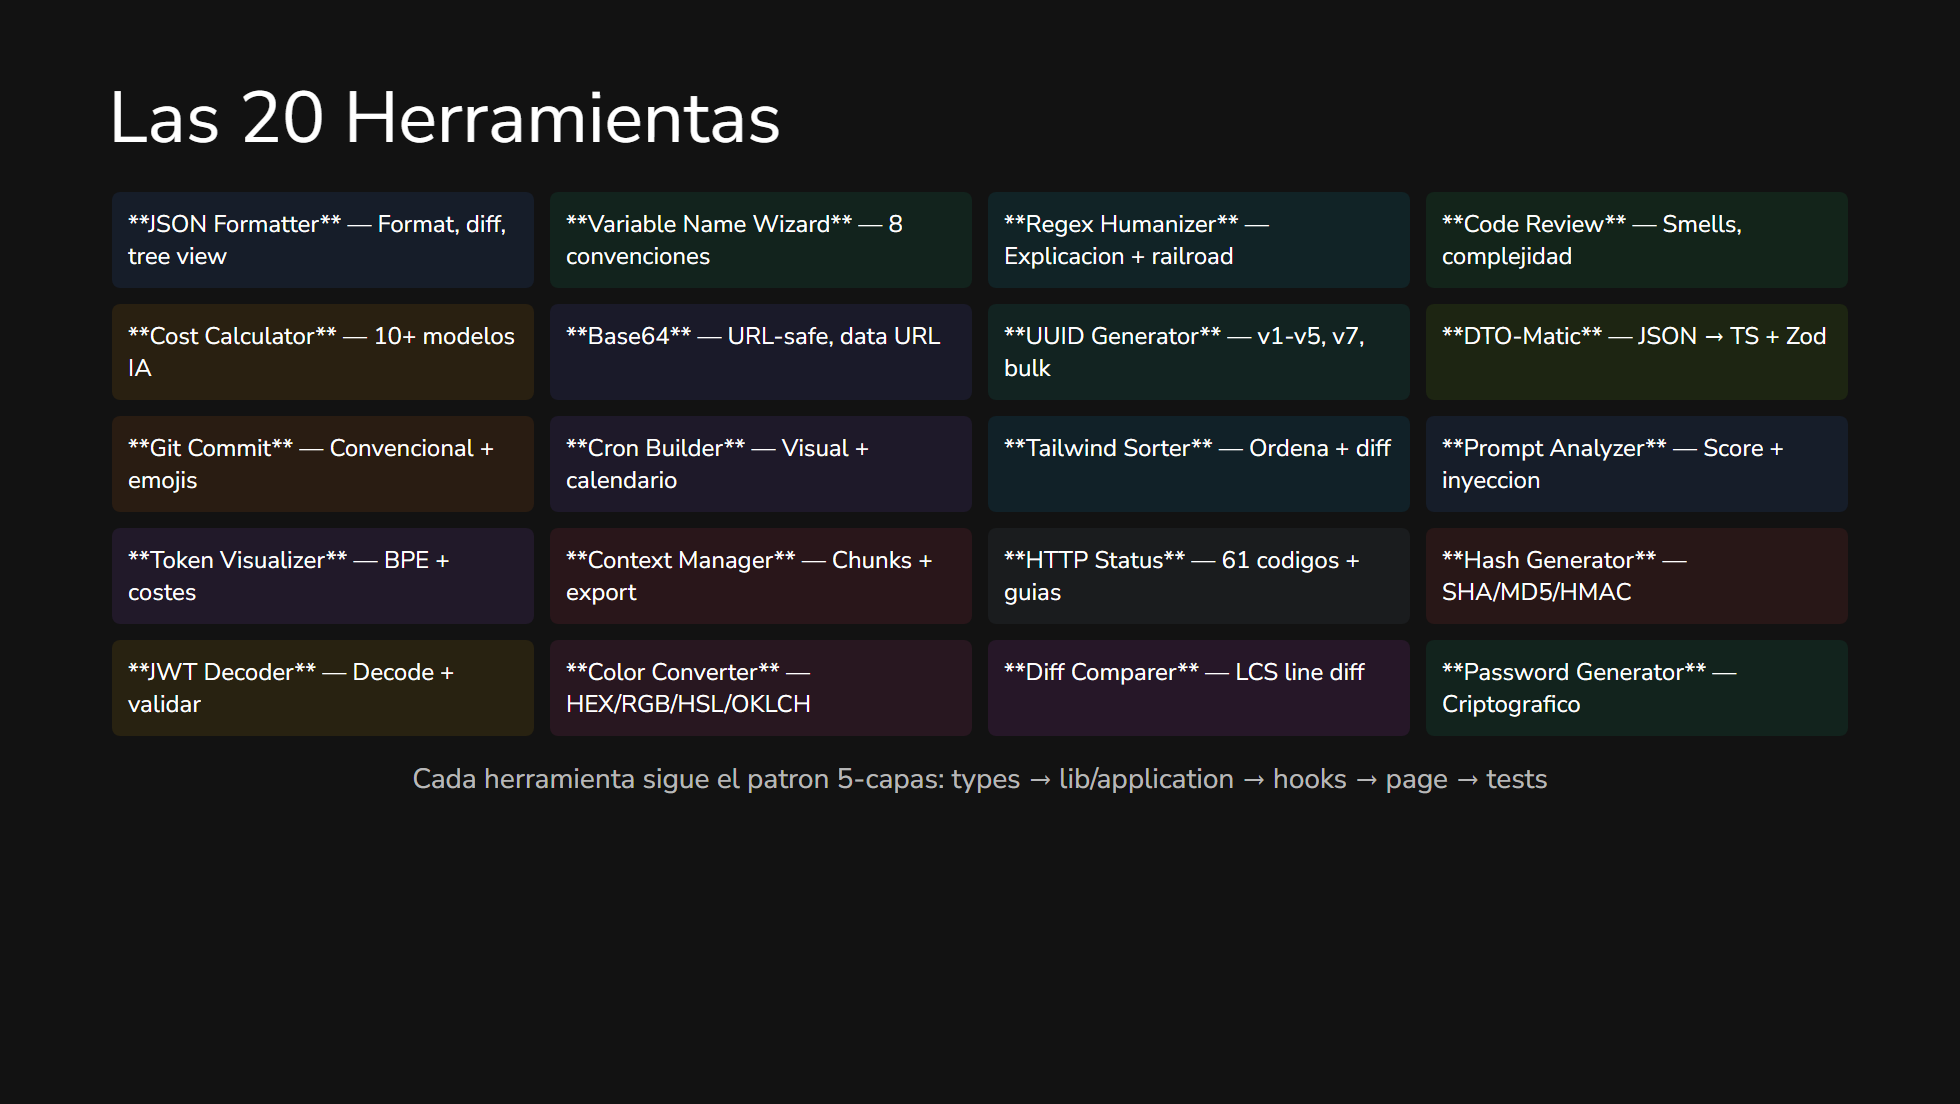 Las 20 Herramientas
**JSON Formatter** — Format, diff,
tree view
**Variable Name Wizard** — 8
convenciones
**Regex Humanizer** —
Explicacion + railroad
**Code Review** — Smells,
complejidad
**Cost Calculator** — 10+ modelos
IA
**Base64** — URL-safe, data URL
**UUID Generator** — v1-v5, v7,
bulk
**DTO-Matic** — JSON → TS + Zod
**Git Commit** — Convencional +
emojis
**Cron Builder** — Visual +
calendario
**Tailwind Sorter** — Ordena + diff
**Prompt Analyzer** — Score +
inyeccion
**Token Visualizer** — BPE +
costes
**Context Manager** — Chunks +
export
**HTTP Status** — 61 codigos +
guias
**Hash Generator** —
SHA/MD5/HMAC
**JWT Decoder** — Decode +
validar
**Color Converter** —
HEX/RGB/HSL/OKLCH
**Diff Comparer** — LCS line diff
**Password Generator** —
Criptografico
Cada herramienta sigue el patron 5-capas: types → lib/application → hooks → page → tests